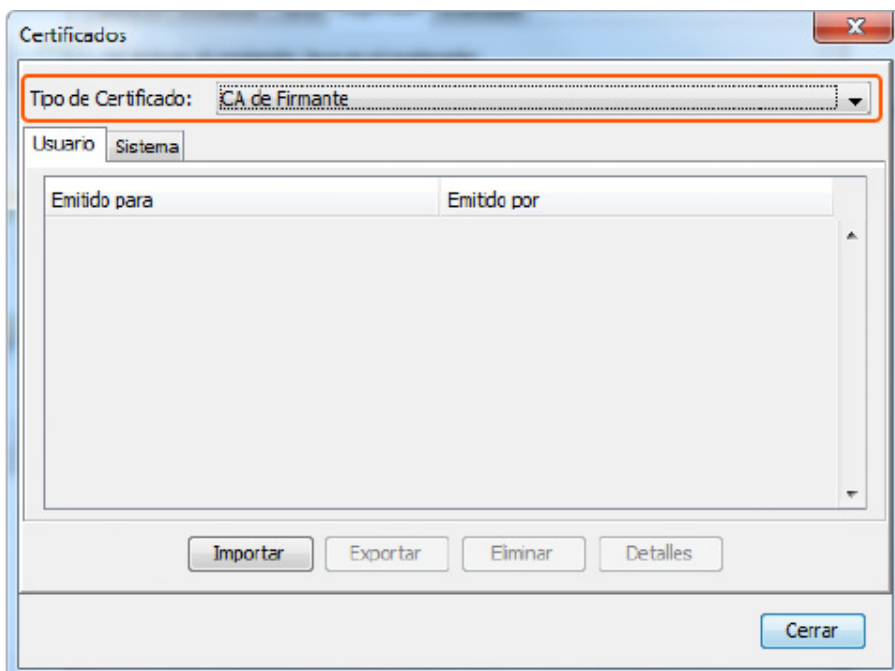 Certificados
Tipo de Certificado: CA de Firmante
Usuario Sistema
Emitido para Emitido por
Importar Exportar Eliminar Detalles
Cerrar